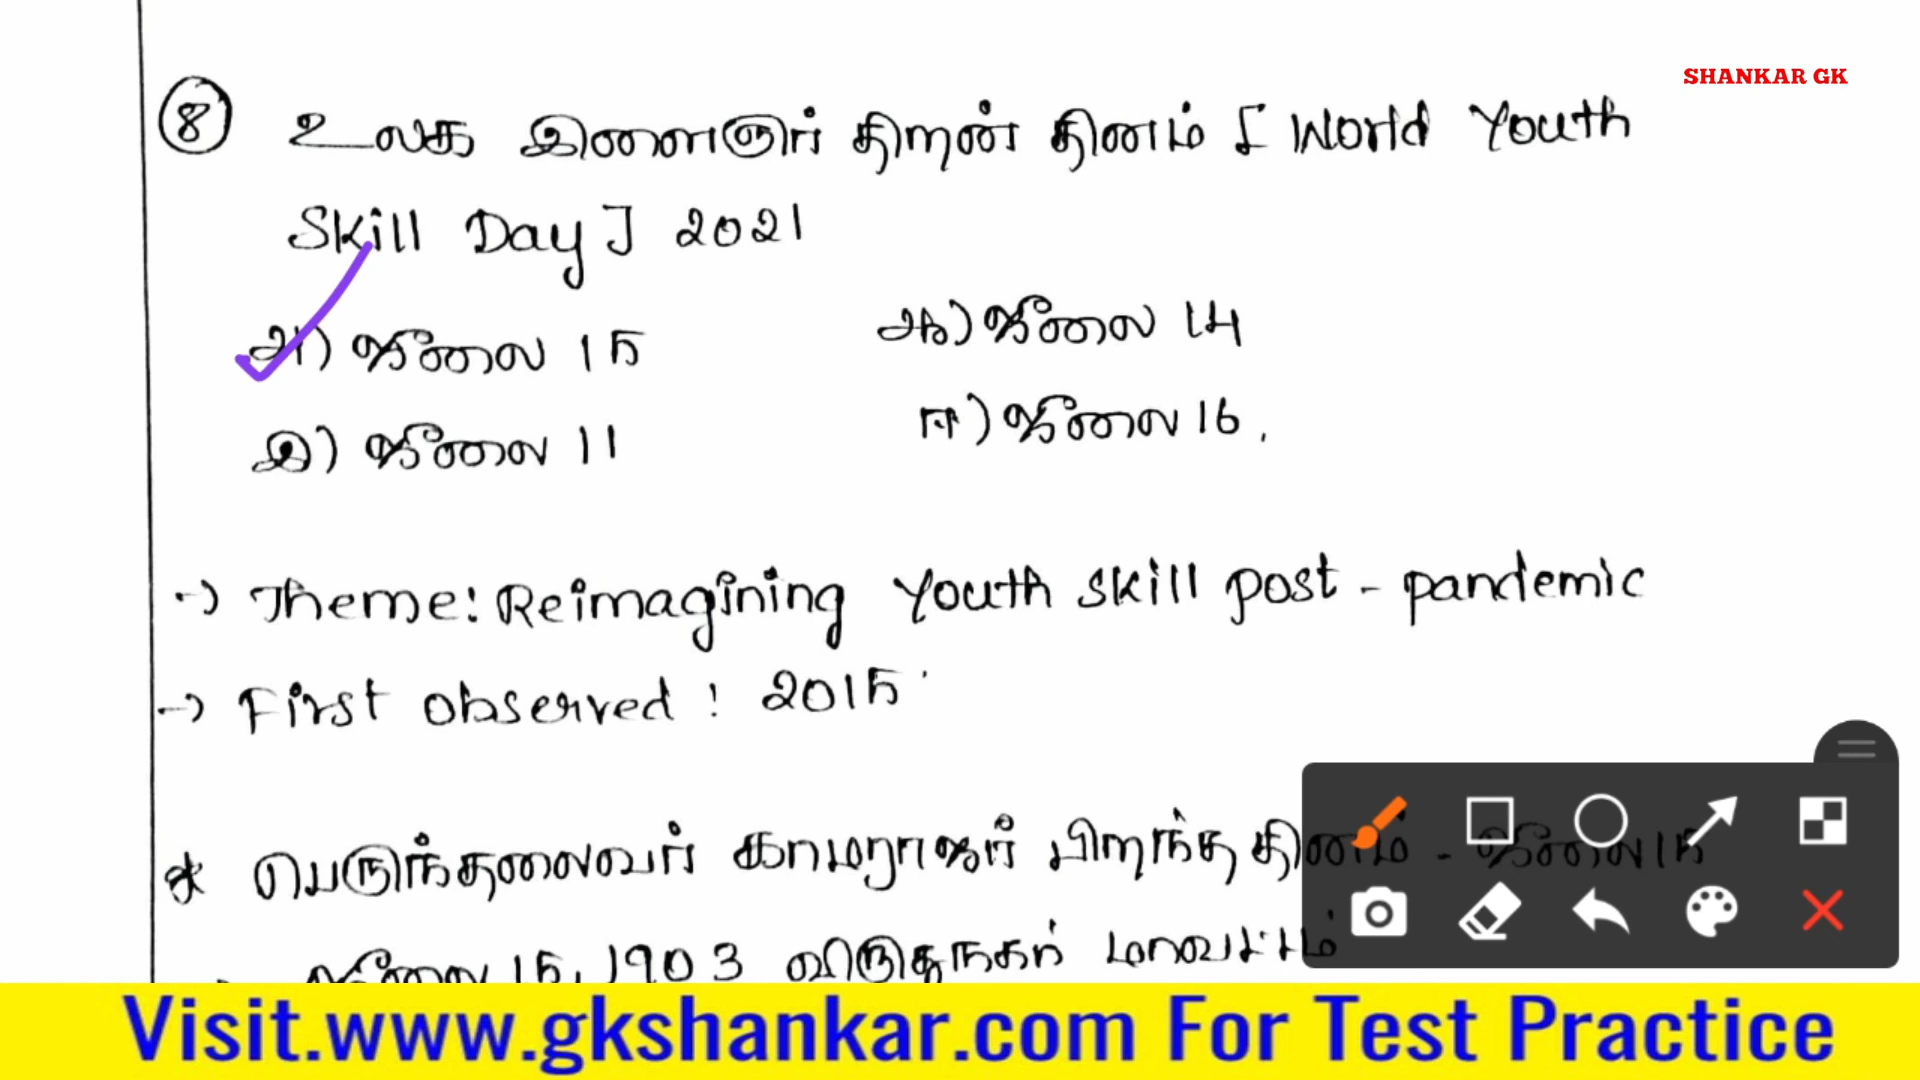 SHANKAR GK
8 உலக இளைஞர் திறன் தினம் [ World Youth
Skill Day ] 2021
அ) ஜீலை 15 ஆ) ஜீலை 14
இ) ஜீலை 11 ஈ) ஜீலை 16.
-> Theme: Reimagining Youth skill post - pandemic
-> First observed : 2015
* பெருந்தலைவர் காமராஜர் பிறந்த தினம் - ஜீலை 15
ஜீலை 15, 1903 விருதுநகர் மாவட்டம்
Visit.www.gkshankar.com For Test Practice